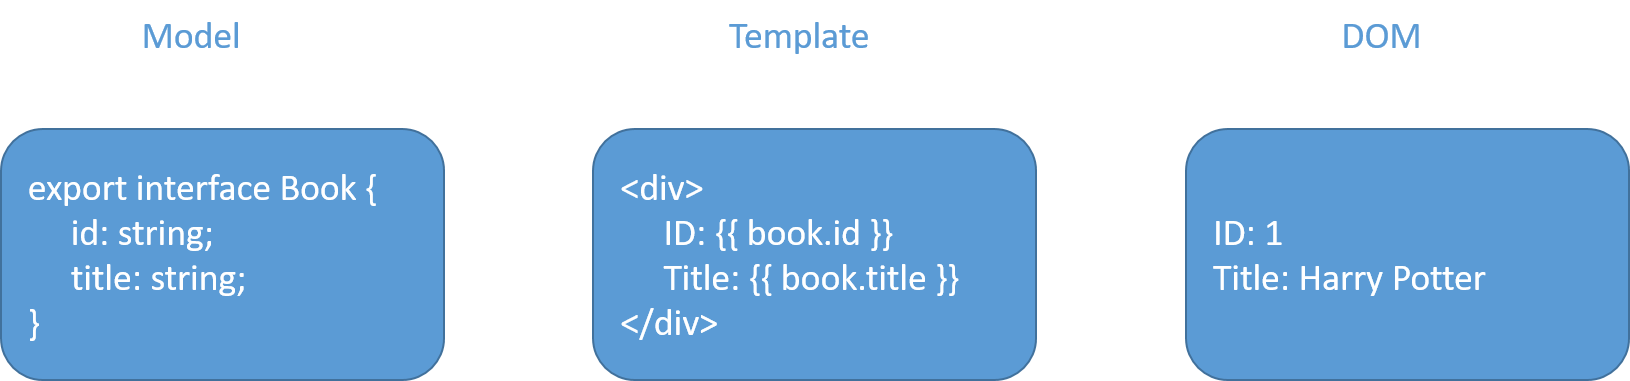 Model
Template
DOM
export interface Book {
id: string;
title: string;
}
<div>
ID: {{ book.id }}
Title: {{ book.title }}
</div>
ID: 1
Title: Harry Potter